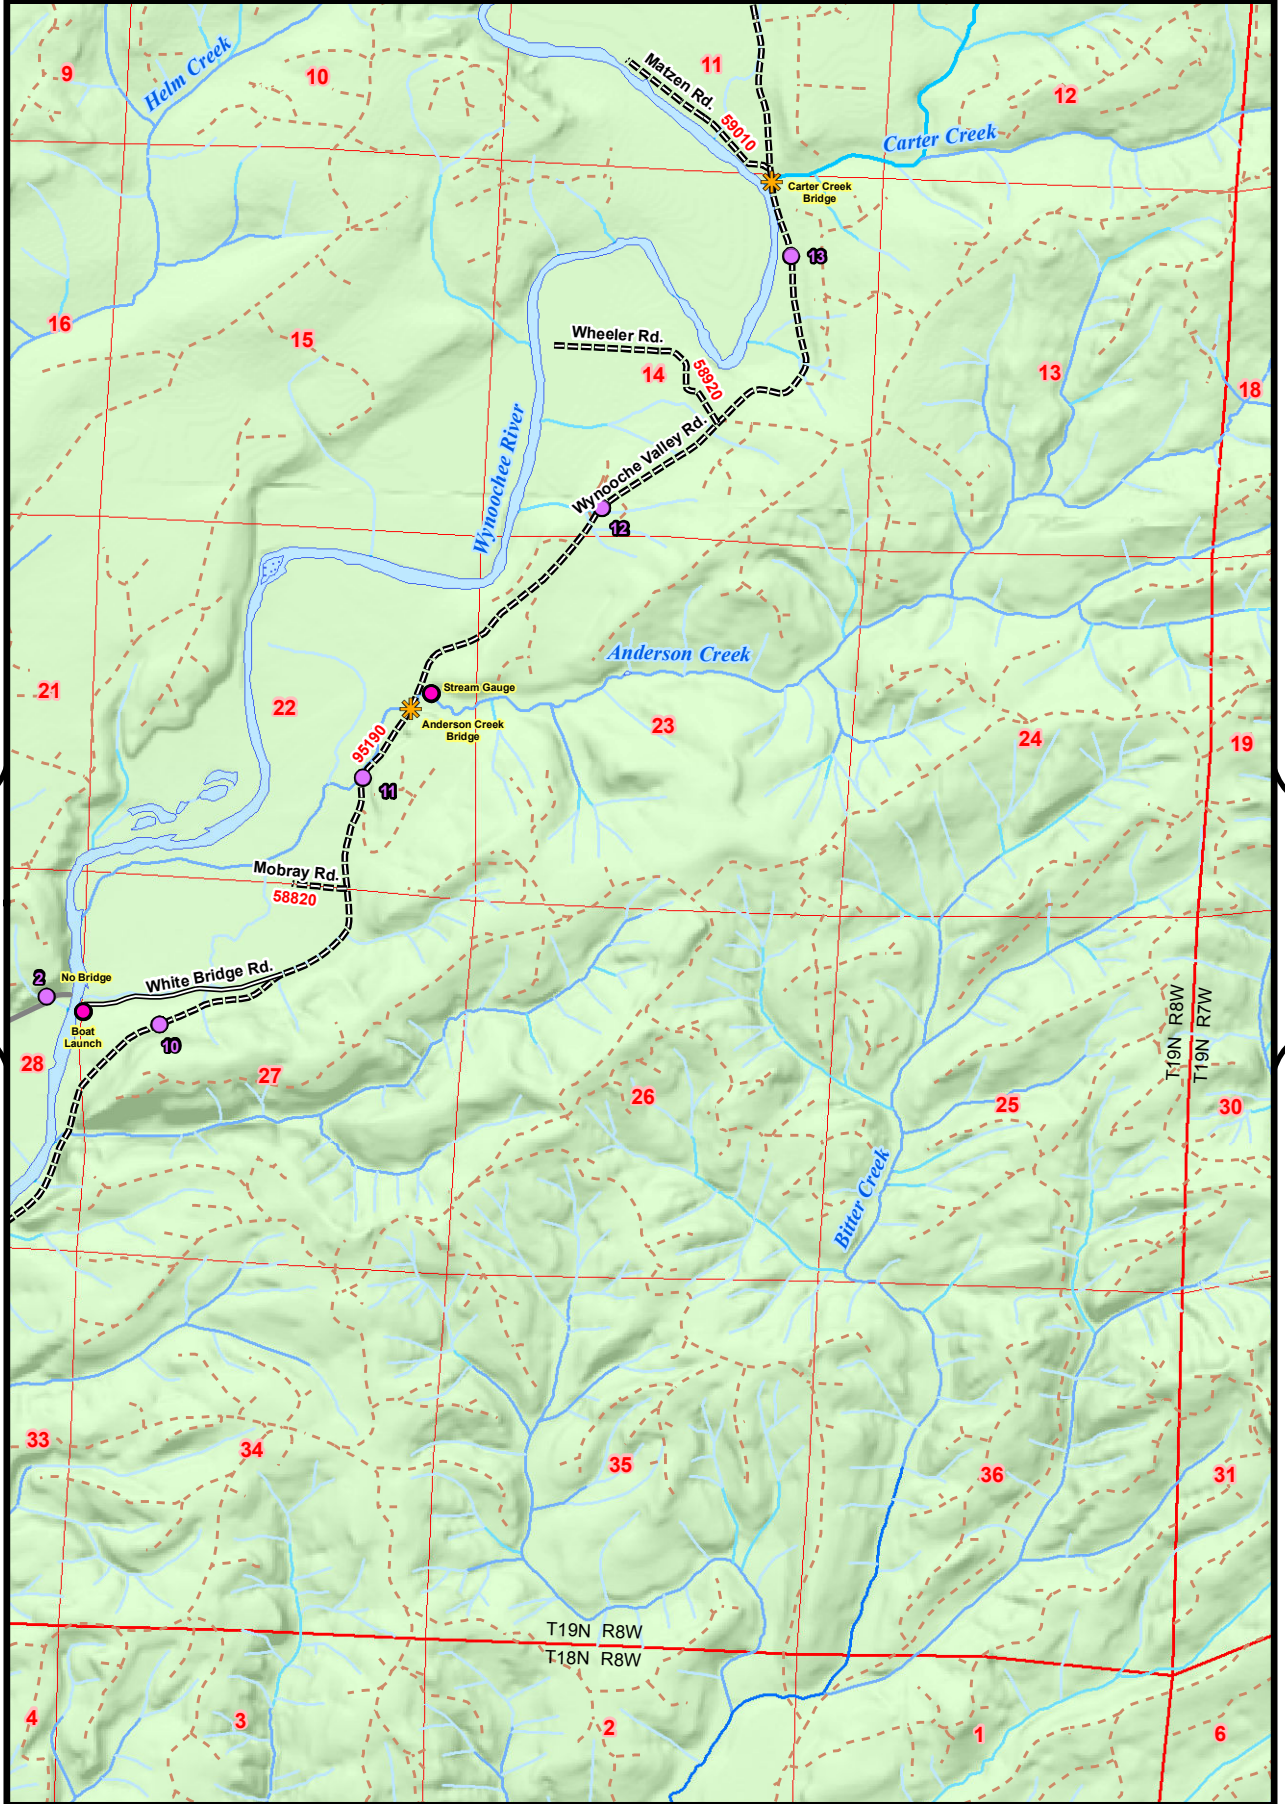 9
Helm Creek
10
Matzen Rd.
11
59010
12
Carter Creek
Carter Creek
Bridge
13
16
15
Wheeler Rd.
14
58920
13
18
Wynoochee River
Wynooche Valley Rd.
12
Anderson Creek
21
22
Stream Gauge
Anderson Creek
Bridge
23
24
19
95190
11
Mobray Rd.
58820
2
No Bridge
White Bridge Rd.
Boat
Launch
10
28
27
26
25
30
T19N R8W
T19N R7W
Bitter Creek
33
34
35
36
31
T19N R8W
T18N R8W
4
3
2
1
6